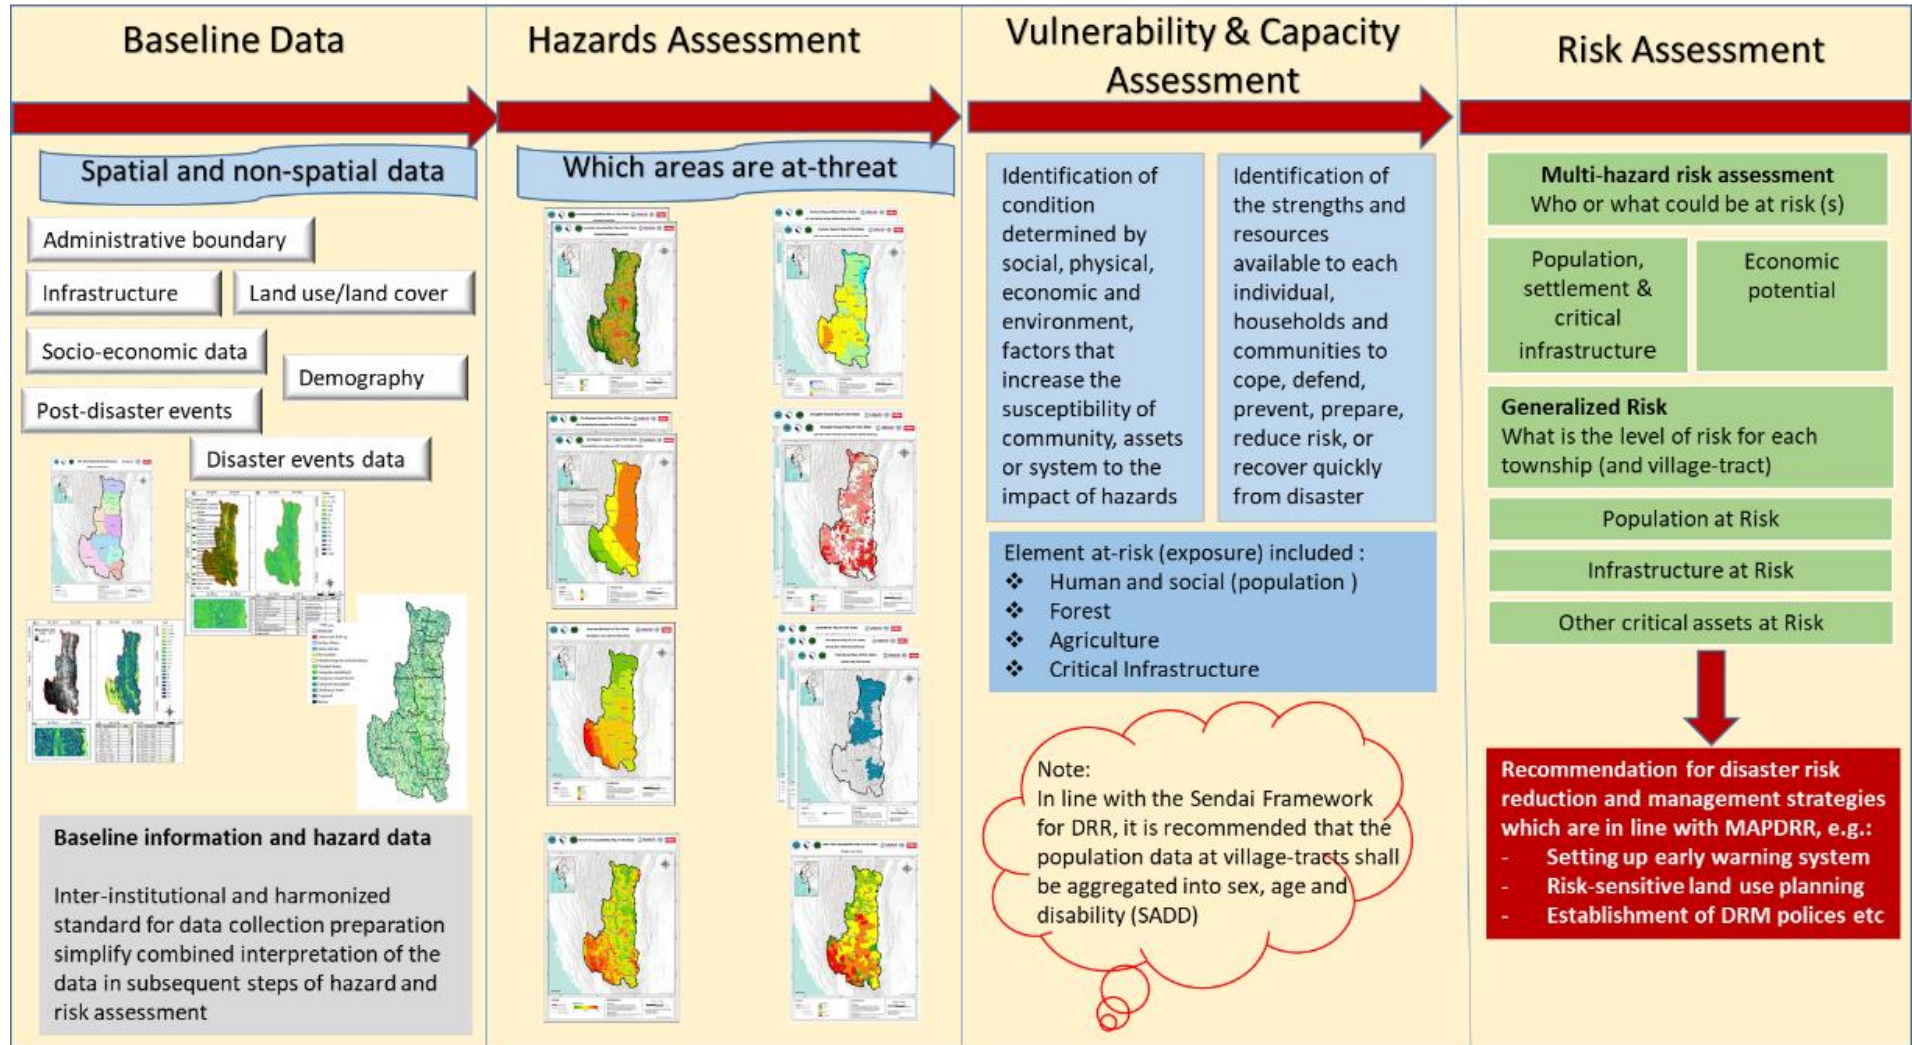 Baseline Data
Spatial and non-spatial data
Administrative boundary
Infrastructure
Land use/land cover
Socio-economic data
Demography
Post-disaster events
Disaster events data
Baseline information and hazard data
Inter-institutional and harmonized
standard for data collection preparation
simplify combined interpretation of the
data in subsequent steps of hazard and
risk assessment
Hazards Assessment
Which areas are at-threat
Vulnerability & Capacity
Assessment
Identification of
condition
determined by
social, physical,
economic and
environment,
factors that
increase the
susceptibility of
community, assets
or system to the
impact of hazards
Identification of
the strengths and
resources
available to each
individual,
households and
communities to
cope, defend,
prevent, prepare,
reduce risk, or
recover quickly
from disaster
Element at-risk (exposure) included :
❖ Human and social (population )
❖ Forest
❖ Agriculture
❖ Critical Infrastructure
Note:
In line with the Sendai Framework
for DRR, it is recommended that the
population data at village-tracts shall
be aggregated into sex, age and
disability (SADD)
Risk Assessment
Multi-hazard risk assessment
Who or what could be at risk (s)
Population,
settlement &
critical
infrastructure
Economic
potential
Generalized Risk
What is the level of risk for each
township (and village-tract)
Population at Risk
Infrastructure at Risk
Other critical assets at Risk
Recommendation for disaster risk
reduction and management strategies
which are in line with MAPDRR, e.g.:
- Setting up early warning system
- Risk-sensitive land use planning
- Establishment of DRM polices etc